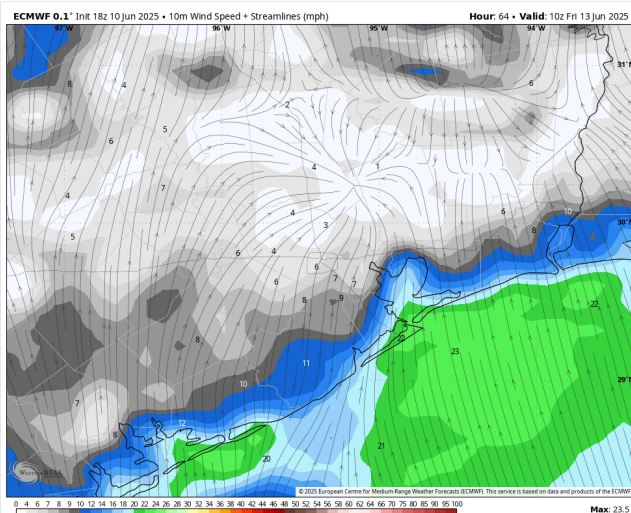 ECMWF 0.1° Init 18z 10 Jun 2025 • 10m Wind Speed + Streamlines (mph) Hour: 64 • Valid: 10z Fri 13 Jun 2025
97°W 96°W 95°W 94°W
31°N
8 4 6
2
5
6
4 1
7
4
4 6 10
3 8 30°N
5
6 4
6 7
6 7
8 9
22
8 22 23
11
10 29°N
7
12
8 21
20
WeatherBELL
© 2025 European Centre for Medium-Range Weather Forecasts (ECMWF). This service is based on data and products of the ECMWF
0 4 6 7 8 9 10 12 14 16 18 20 22 24 26 28 30 32 34 36 38 40 42 44 46 48 50 52 54 56 58 60 65 70 75 80 85 90 95 100 Max: 23.5